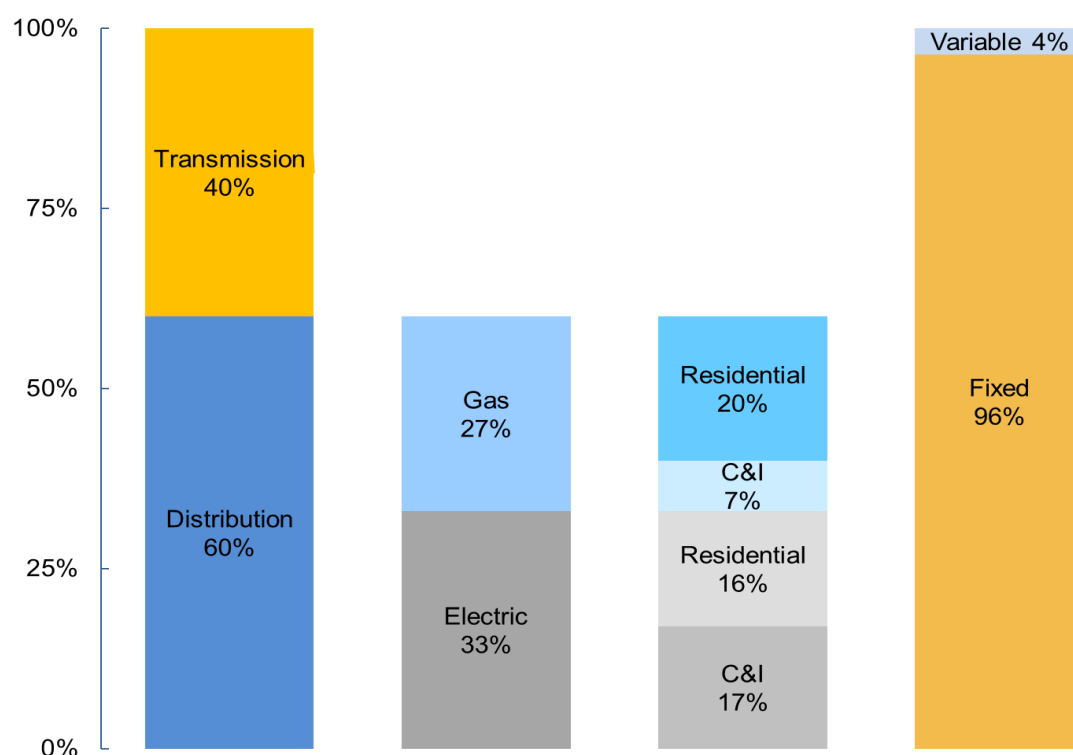 100%
75%
50%
25%
0%
Transmission
40%
Distribution
60%
Gas
27%
Electric
33%
Residential
20%
C&I
7%
Residential
16%
C&I
17%
Variable 4%
Fixed
96%